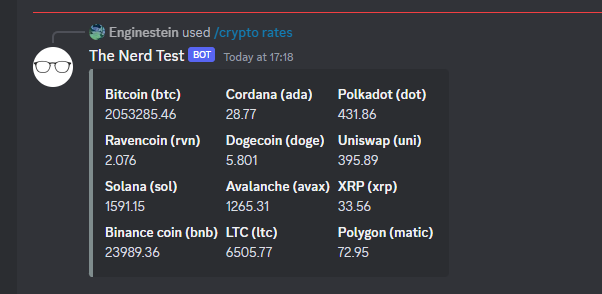 Enginestein used /crypto rates
The Nerd Test BOT Today at 17:18
Bitcoin (btc) Cordana (ada) Polkadot (dot)
2053285.46 28.77 431.86
Ravencoin (rvn) Dogecoin (doge) Uniswap (uni)
2.076 5.801 395.89
Solana (sol) Avalanche (avax) XRP (xrp)
1591.15 1265.31 33.56
Binance coin (bnb) LTC (ltc) Polygon (matic)
23989.36 6505.77 72.95